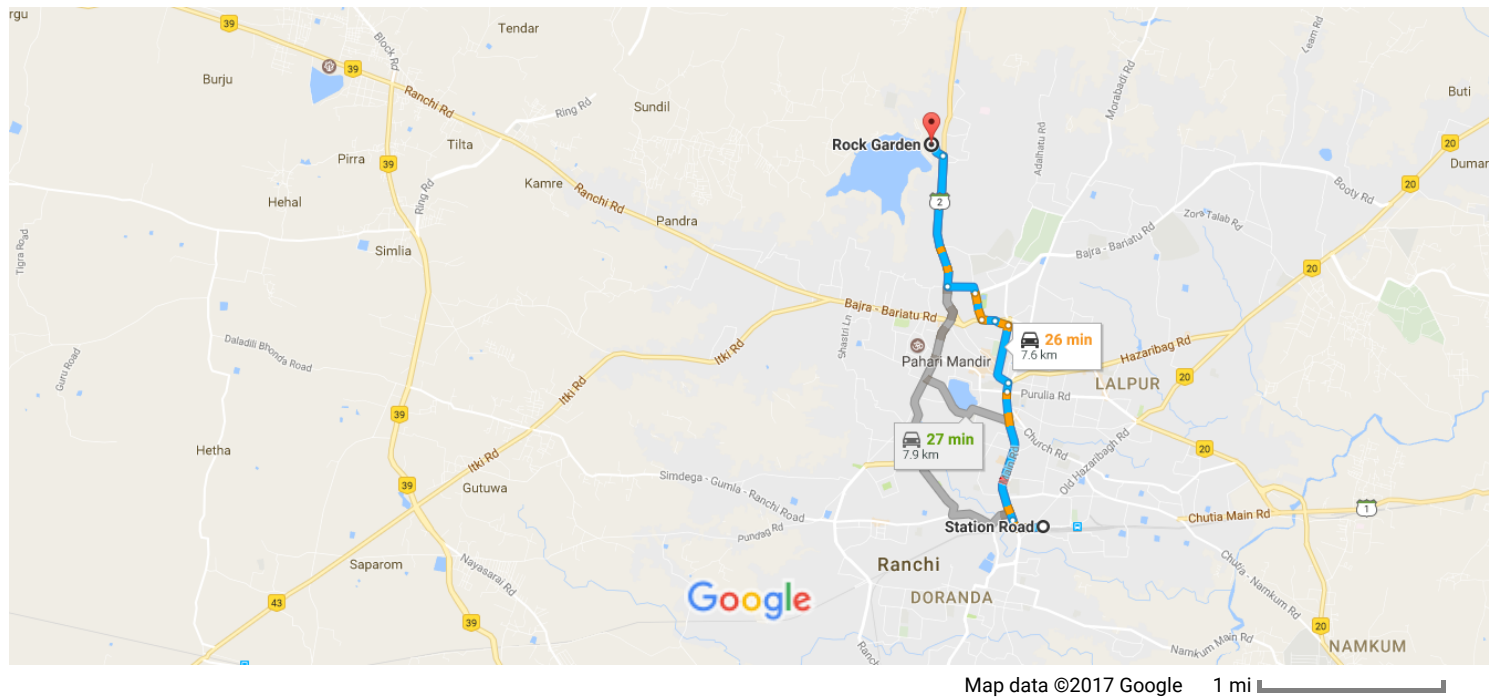 rgu
39
Block Rd
Tendar
Leam Rd
Burju
39
Morabadi Rd
Buti
Ranchi Rd
Ring Rd
Sundil
Rock Garden
Adalhatu Rd
20
Tilta
Pirra
39
Dumar
Kamre
Ranchi Rd
20
Booty Rd
Hehal
Ring Rd
2
Pandra
Zora Talab Rd
Tigra Road
Simlia
Bajra - Bariatu Rd
20
Bajra - Bariatu Rd
Shastri Ln
26 min
7.6 km
Daladili Bhonda Road
Itki Rd
Hazaribag Rd
Guru Road
Pahari Mandir
LALPUR
20
Itki Rd
Purulia Rd
39
27 min
7.9 km
Church Rd
Hetha
Itki Rd
Main Rd
Old Hazaribagh Rd
20
39
Gutuwa
Simdega - Gumla - Ranchi Road
1
Chutia Main Rd
Pundag Rd
Station Road
Saparom
Nayasarai Rd
Ranchi
Chutia - Namkum Rd
Google
DORANDA
43
39
Namkum Main Rd
20
NAMKUM
Ranch
Map data ©2017 Google 1 mi